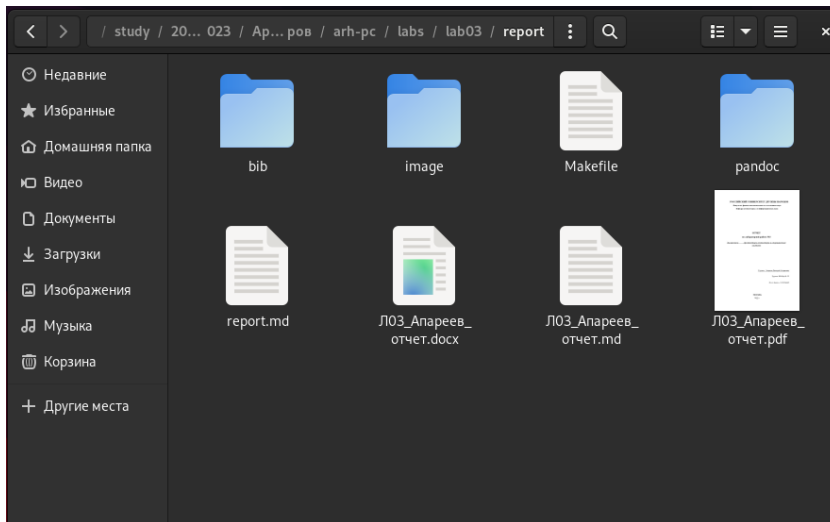 / study / 20… 023 / Ap… ров / arh-pc / labs / lab03 / report
Недавние
Избранные
Домашняя папка
Видео
Документы
Загрузки
Изображения
Музыка
Корзина
Другие места
bib
image
Makefile
pandoc
report.md
Л03_Апареев_
отчет.docx
Л03_Апареев_
отчет.md
Л03_Апареев_
отчет.pdf